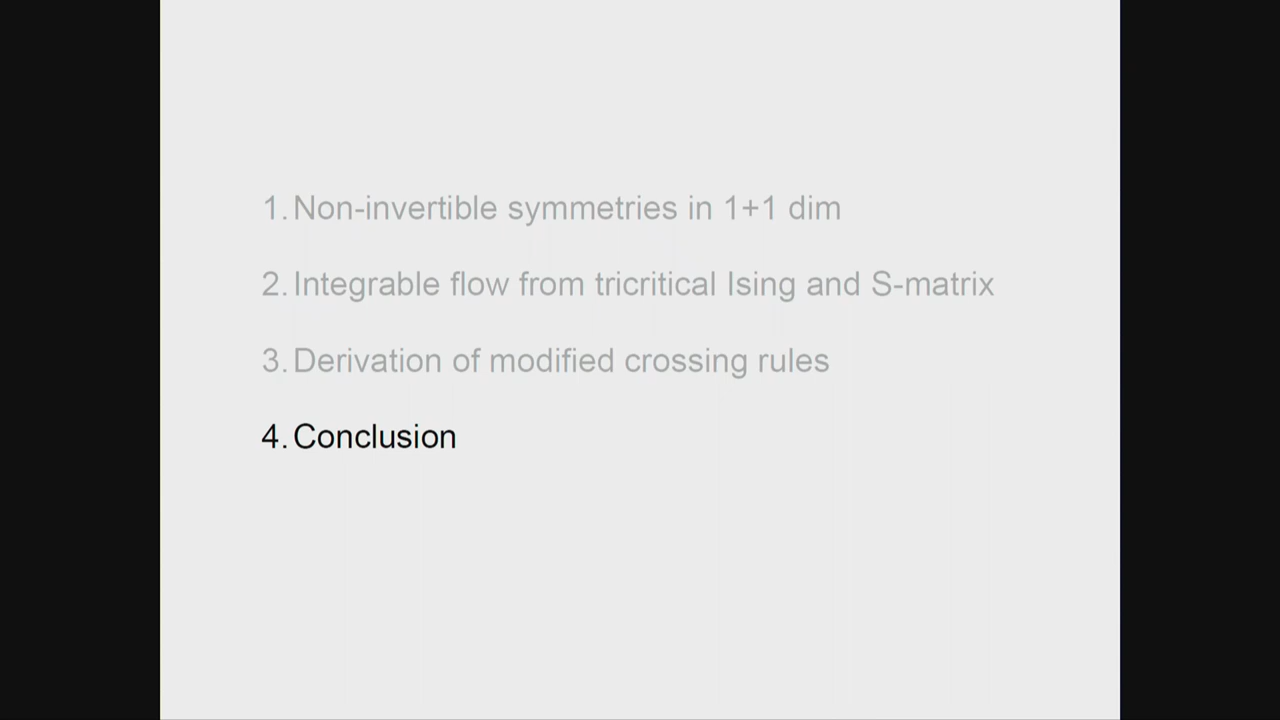 1. Non-invertible symmetries in 1+1 dim
2. Integrable flow from tricritical Ising and S-matrix
3. Derivation of modified crossing rules
4. Conclusion